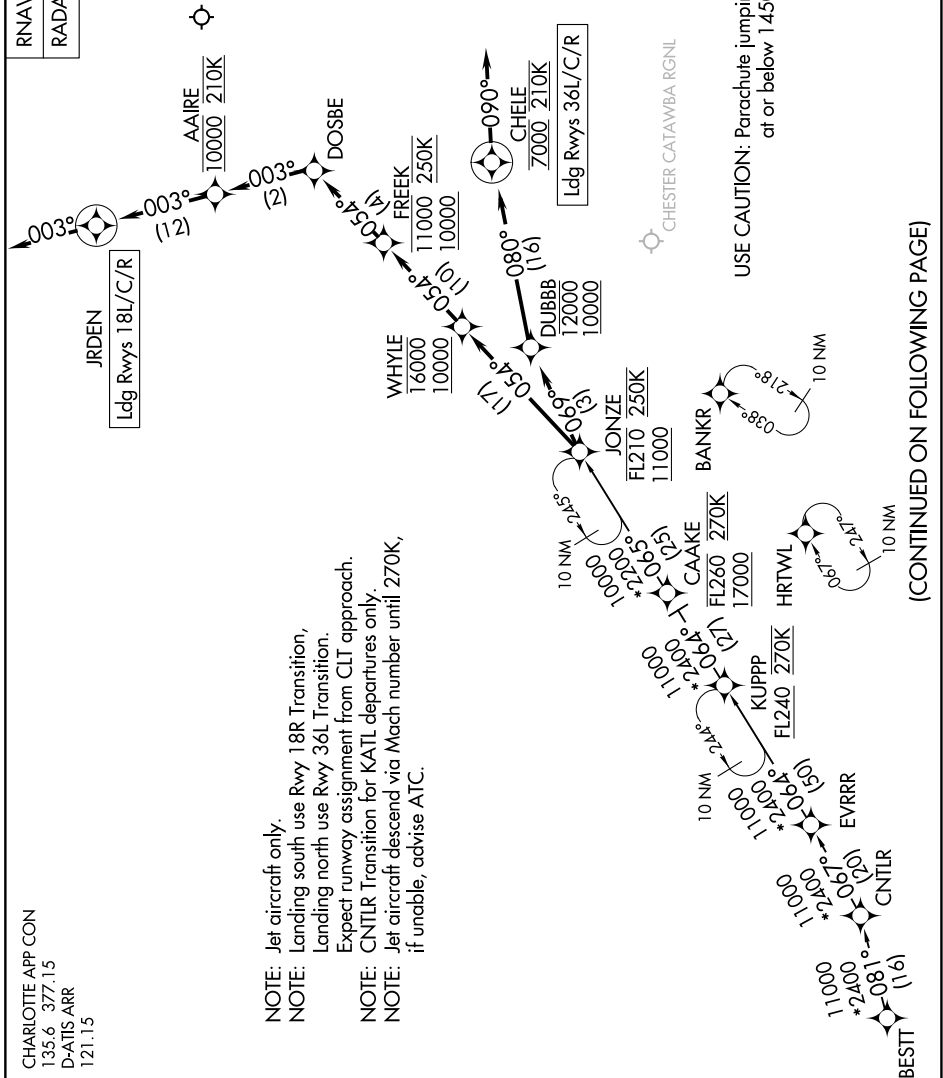 CHARLOTTE APP CON
135.6 377.15
D-ATIS ARR
121.15
RNAV
NOTE: Jet aircraft only.
NOTE: Landing south use Rwy 18R Transition,
Landing north use Rwy 36L Transition.
Expect runway assignment from CLT approach.
NOTE: CNTLR Transition for KATL departures only.
NOTE: Jet aircraft descend via Mach number until 270K,
if unable, advise ATC.
003°
JRDEN
Ldg Rwys 18L/C/R
003°
(12)
AAIRE
10000 210K
003°
(2)
DOSBE
054°
(4)
FREEK
11000 250K
10000
054°
(10)
WHYLE
16000
10000
054°
(17)
090°
CHELE
7000 210K
Ldg Rwys 36L/C/R
080°
(16)
DUBBB
12000
10000
069°
(3)
JONZE
FL210 250K
11000
10 NM
245°
10000
*2200
065°
(25)
CAAKE
FL260 270K
17000
11000
*2400
064°
(27)
KUPPP
FL240 270K
10 NM
244°
11000
*2400
064°
(50)
EVRRR
11000
*2400
067°
(20)
CNTLR
11000
*2400
081°
(16)
BESTT
CHESTER CATAWBA RGNL
USE CAUTION: Parachute
at or below
BANKR
038°
218°
10 NM
HRTWL
067°
247°
10 NM
(CONTINUED ON FOLLOWING PAGE)